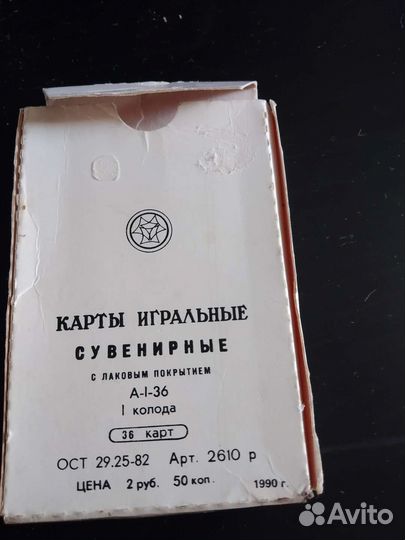 КАРТЫ ИГРАЛЬНЫЕ
СУВЕНИРНЫЕ
С ЛАКОВЫМ ПОКРЫТИЕМ
А-I-36
I колода
36 карт
ОСТ 29.25-82 Арт. 2610 р
ЦЕНА 2 руб. 50 коп. 1990 г.
Avito